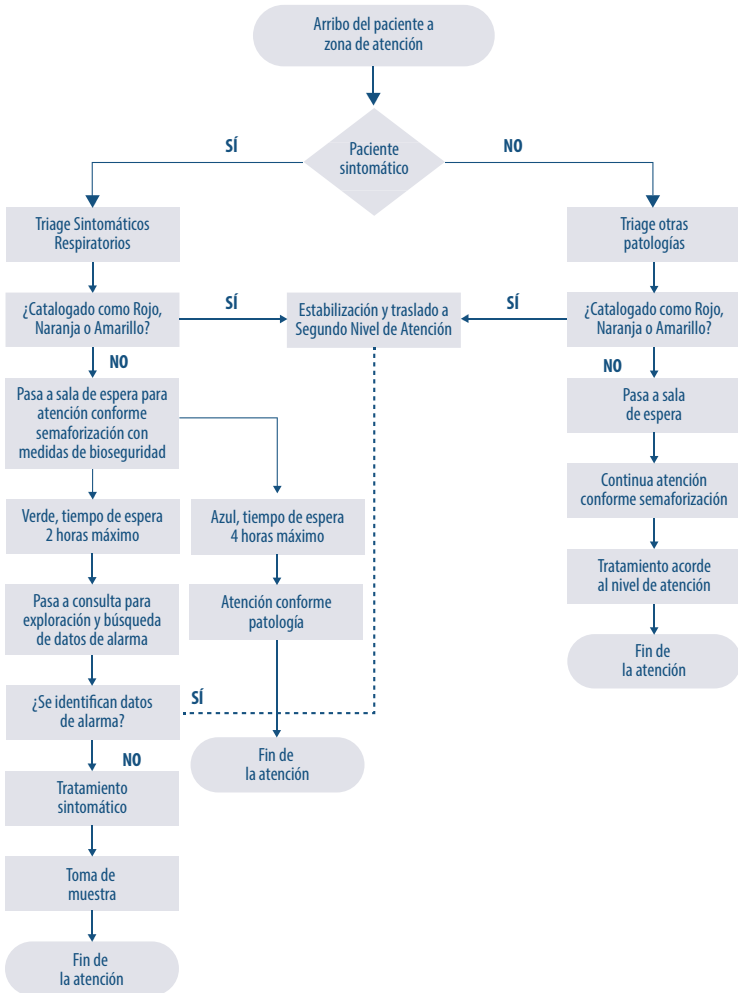 Arribo del paciente a
zona de atención
Paciente
sintomático
SÍ
NO
Triage Sintomáticos
Respiratorios
Triage otras
patologías
¿Catalogado como Rojo,
Naranja o Amarillo?
SÍ
Estabilización y traslado a
Segundo Nivel de Atención
SÍ
¿Catalogado como Rojo,
Naranja o Amarillo?
NO
NO
Pasa a sala de espera para
atención conforme
semaforización con
medidas de bioseguridad
Pasa a sala
de espera
Continua atención
conforme semaforización
Verde, tiempo de espera
2 horas máximo
Azul, tiempo de espera
4 horas máximo
Tratamiento acorde
al nivel de atención
Pasa a consulta para
exploración y búsqueda
de datos de alarma
Atención conforme
patología
Fin de
la atención
¿Se identifican datos
de alarma?
SÍ
NO
Fin de
la atención
Tratamiento
sintomático
Toma de
muestra
Fin de
la atención